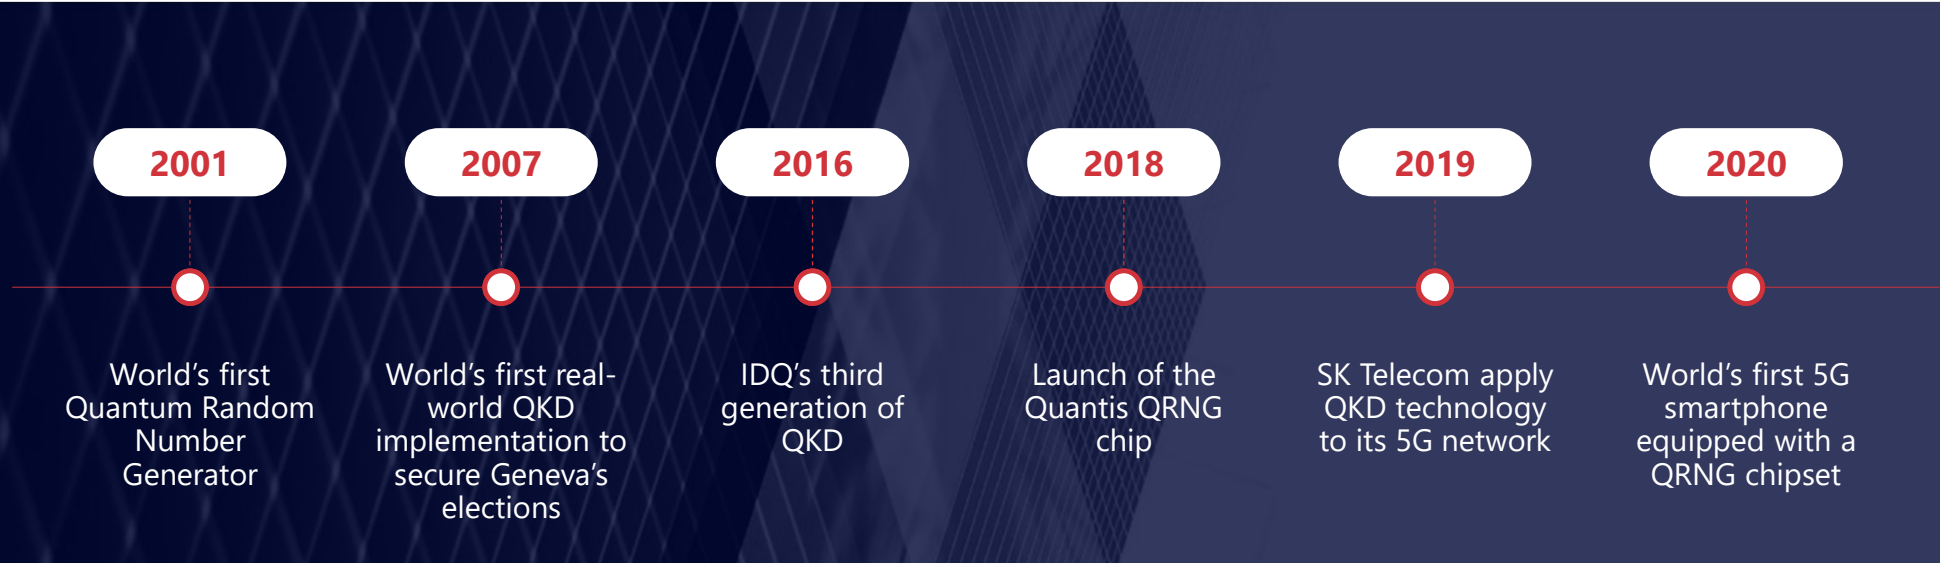 2001
2007
2016
2018
2019
2020
World’s first
Quantum Random
Number
Generator
World’s first real-
world QKD
implementation to
secure Geneva’s
elections
IDQ’s third
generation of
QKD
Launch of the
Quantis QRNG
chip
SK Telecom apply
QKD technology
to its 5G network
World’s first 5G
smartphone
equipped with a
QRNG chipset